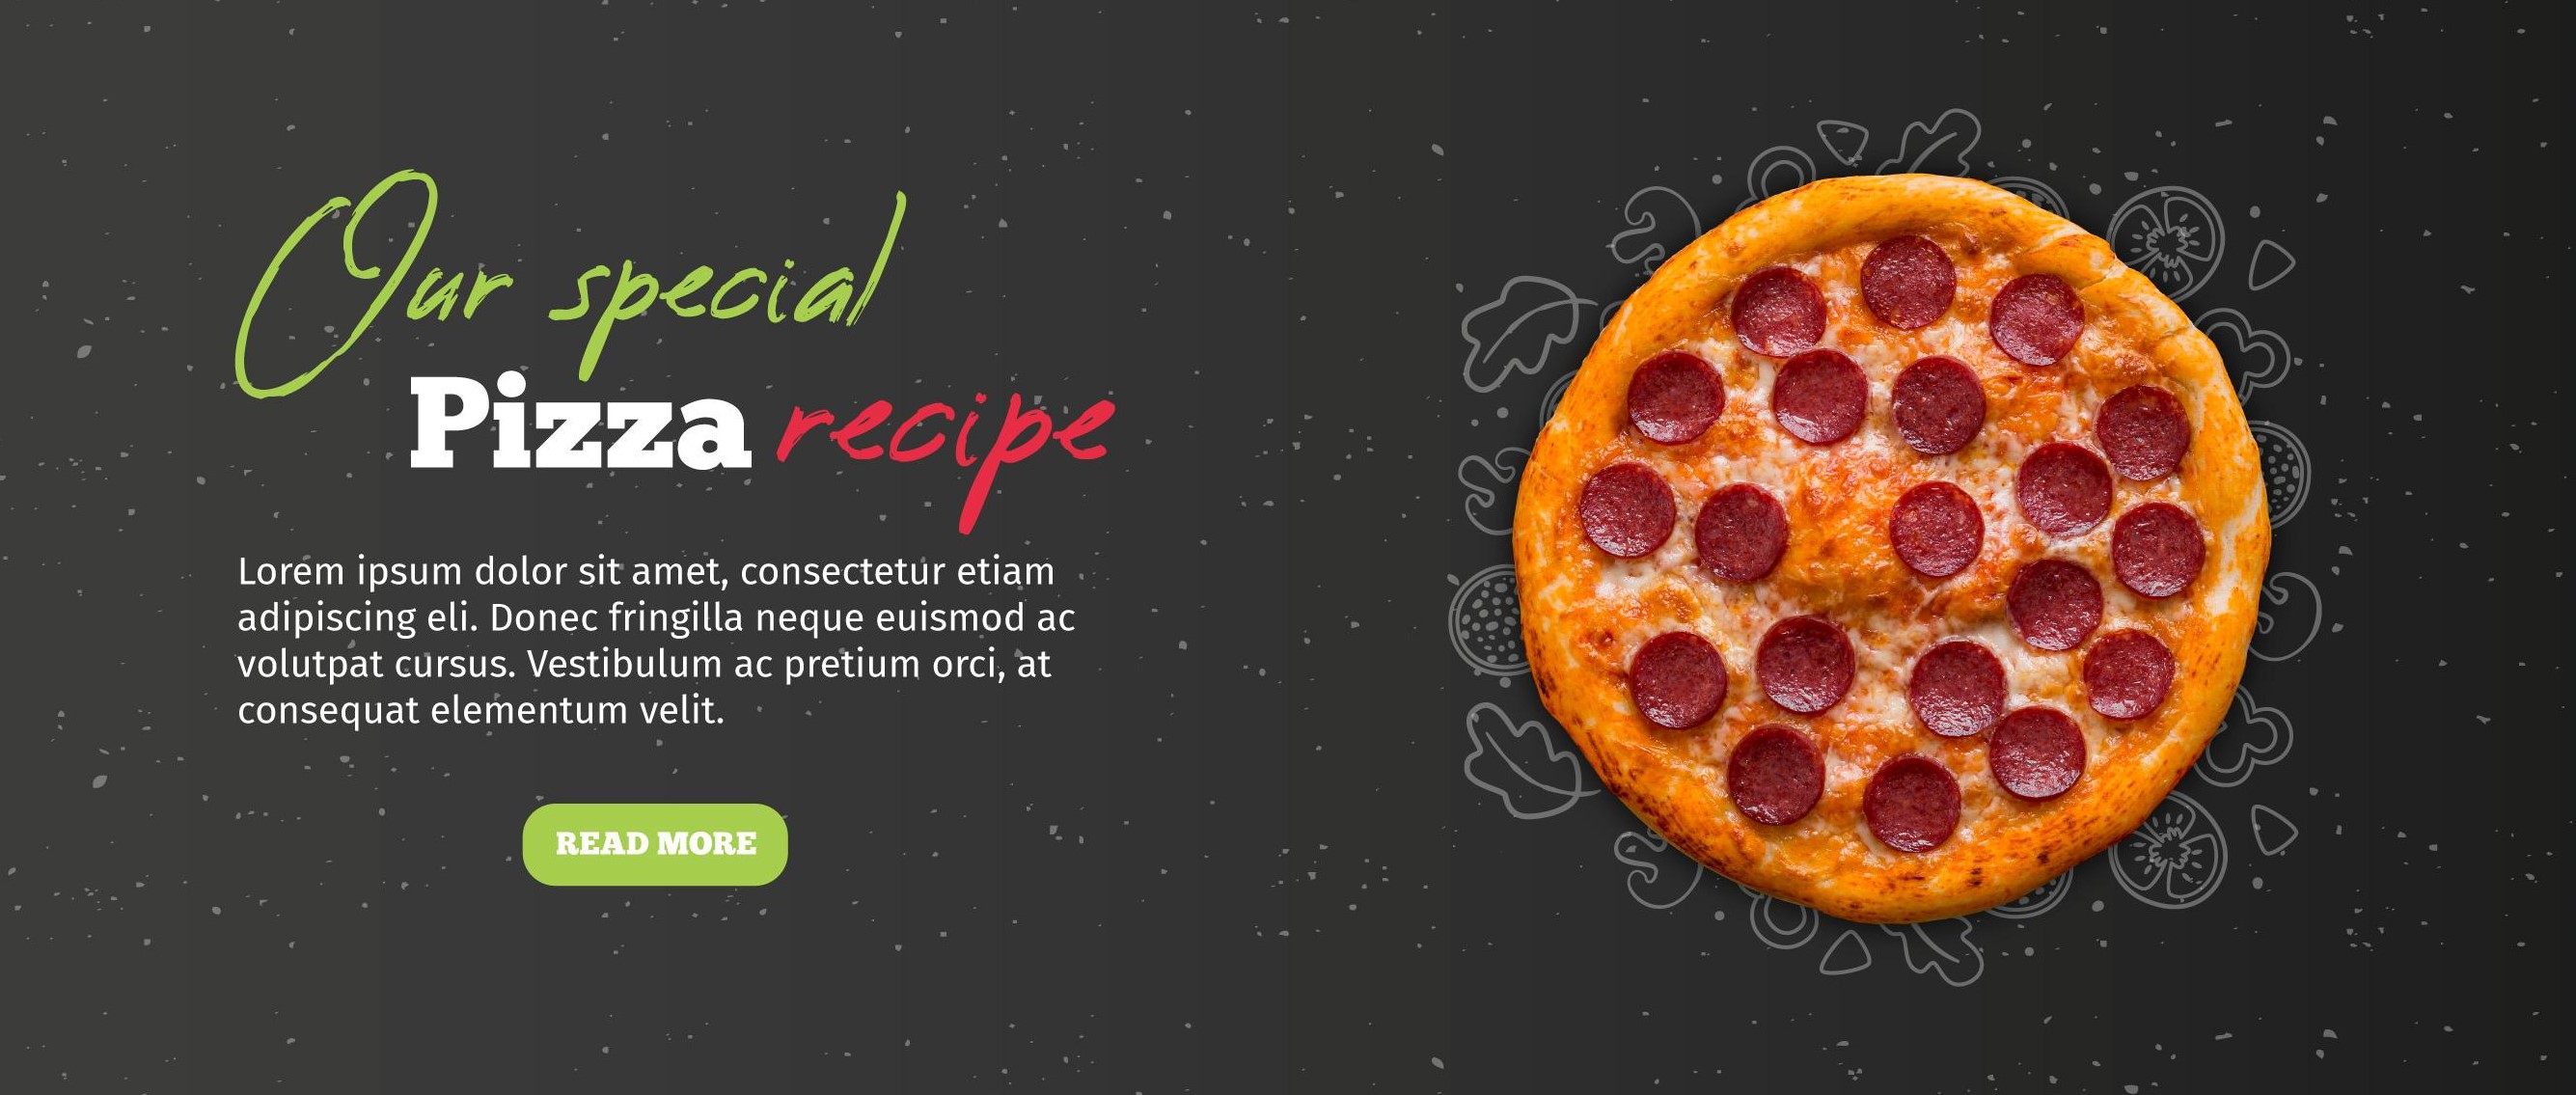 Our special
Pizza recipe
Lorem ipsum dolor sit amet, consectetur etiam
adipiscing eli. Donec fringilla neque euismod ac
volutpat cursus. Vestibulum ac pretium orci, at
consequat elementum velit.
READ MORE